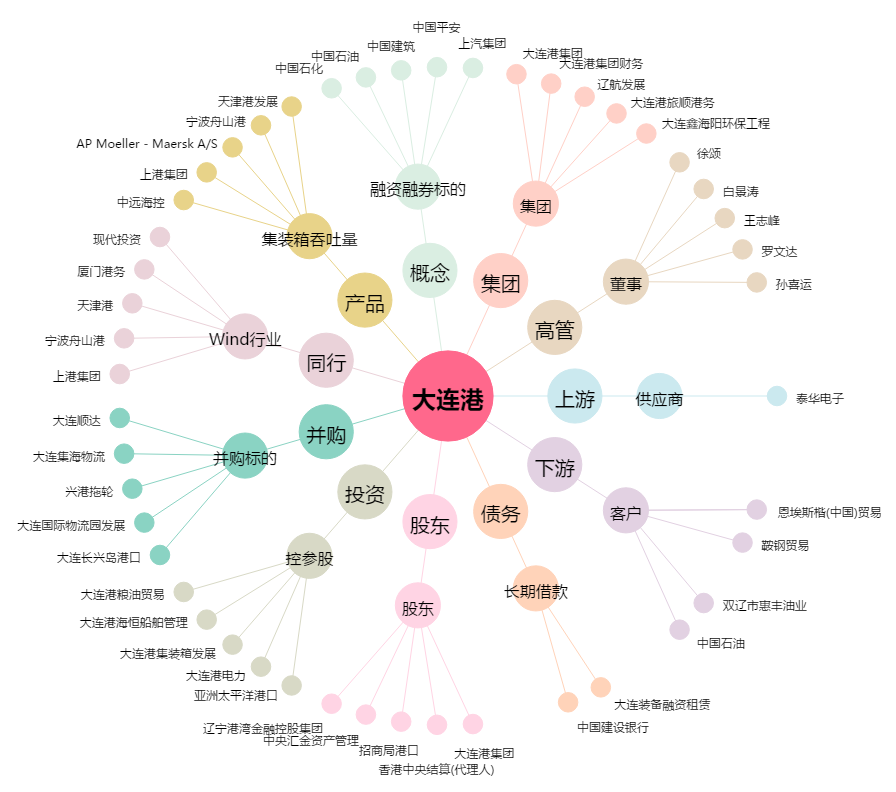 大连港
概念
融资融券标的
中国石化
中国石油
中国建筑
中国平安
上汽集团
集团
集团
大连港集团
大连港集团财务
辽航发展
大连港旅顺港务
大连鑫海阳环保工程
高管
董事
徐颂
白景涛
王志峰
罗文达
孙喜运
上游
供应商
泰华电子
下游
客户
恩埃斯楷(中国)贸易
鞍钢贸易
双辽市惠丰油业
中国石油
债务
长期借款
大连装备融资租赁
中国建设银行
股东
股东
大连港集团
香港中央结算(代理人)
招商局港口
中央汇金资产管理
辽宁港湾金融控股集团
投资
控参股
亚洲太平洋港口
大连港电力
大连港集装箱发展
大连港海恒船舶管理
大连港粮油贸易
并购
并购标的
大连长兴岛港口
大连国际物流园发展
兴港拖轮
大连集海物流
大连顺达
同行
Wind行业
上港集团
宁波舟山港
天津港
厦门港务
现代投资
产品
集装箱吞吐量
中远海控
上港集团
AP Moeller - Maersk A/S
宁波舟山港
天津港发展